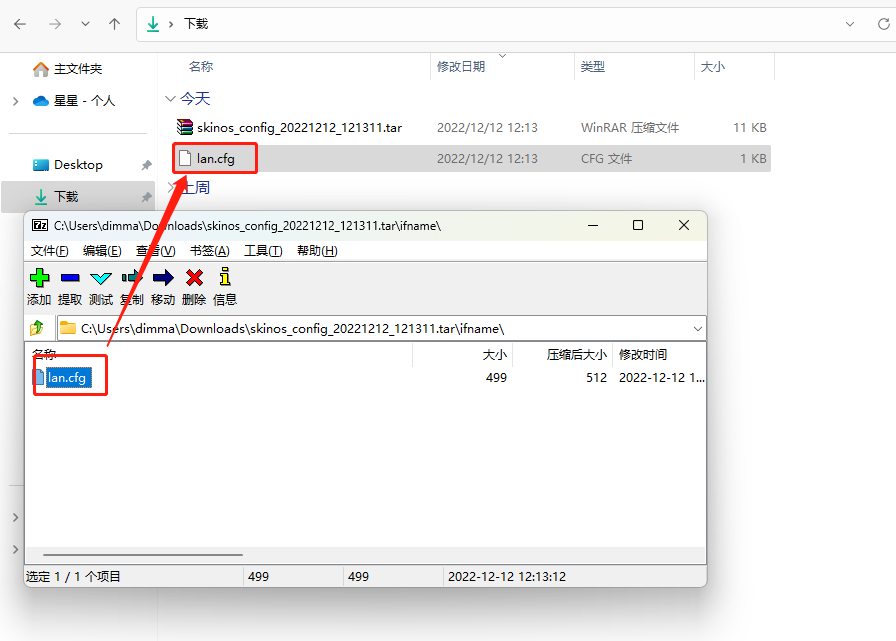 下载
名称 修改日期 类型 大小
主文件夹
今天
星星 - 个人
skinos_config_20221212_121311.tar 2022/12/12 12:13 WinRAR 压缩文件 11 KB
lan.cfg 2022/12/12 12:13 CFG 文件 1 KB
Desktop
上周
下载
7z C:\Users\dimma\Downloads\skinos_config_20221212_121311.tar\ifname\
文件(F) 编辑(E) 查看(V) 书签(A) 工具(T) 帮助(H)
添加 提取 测试 复制 移动 删除 信息
C:\Users\dimma\Downloads\skinos_config_20221212_121311.tar\ifname\
名称 大小 压缩后大小 修改时间
lan.cfg 499 512 2022-12-12 1...
选定 1 / 1 个项目 499 499 2022-12-12 12:13:12